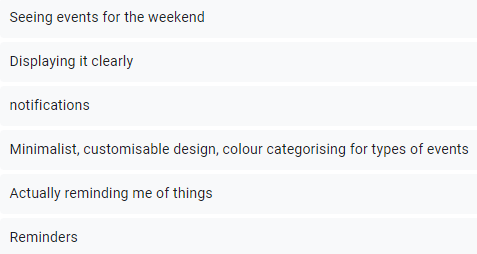 Seeing events for the weekend
Displaying it clearly
notifications
Minimalist, customisable design, colour categorising for types of events
Actually reminding me of things
Reminders